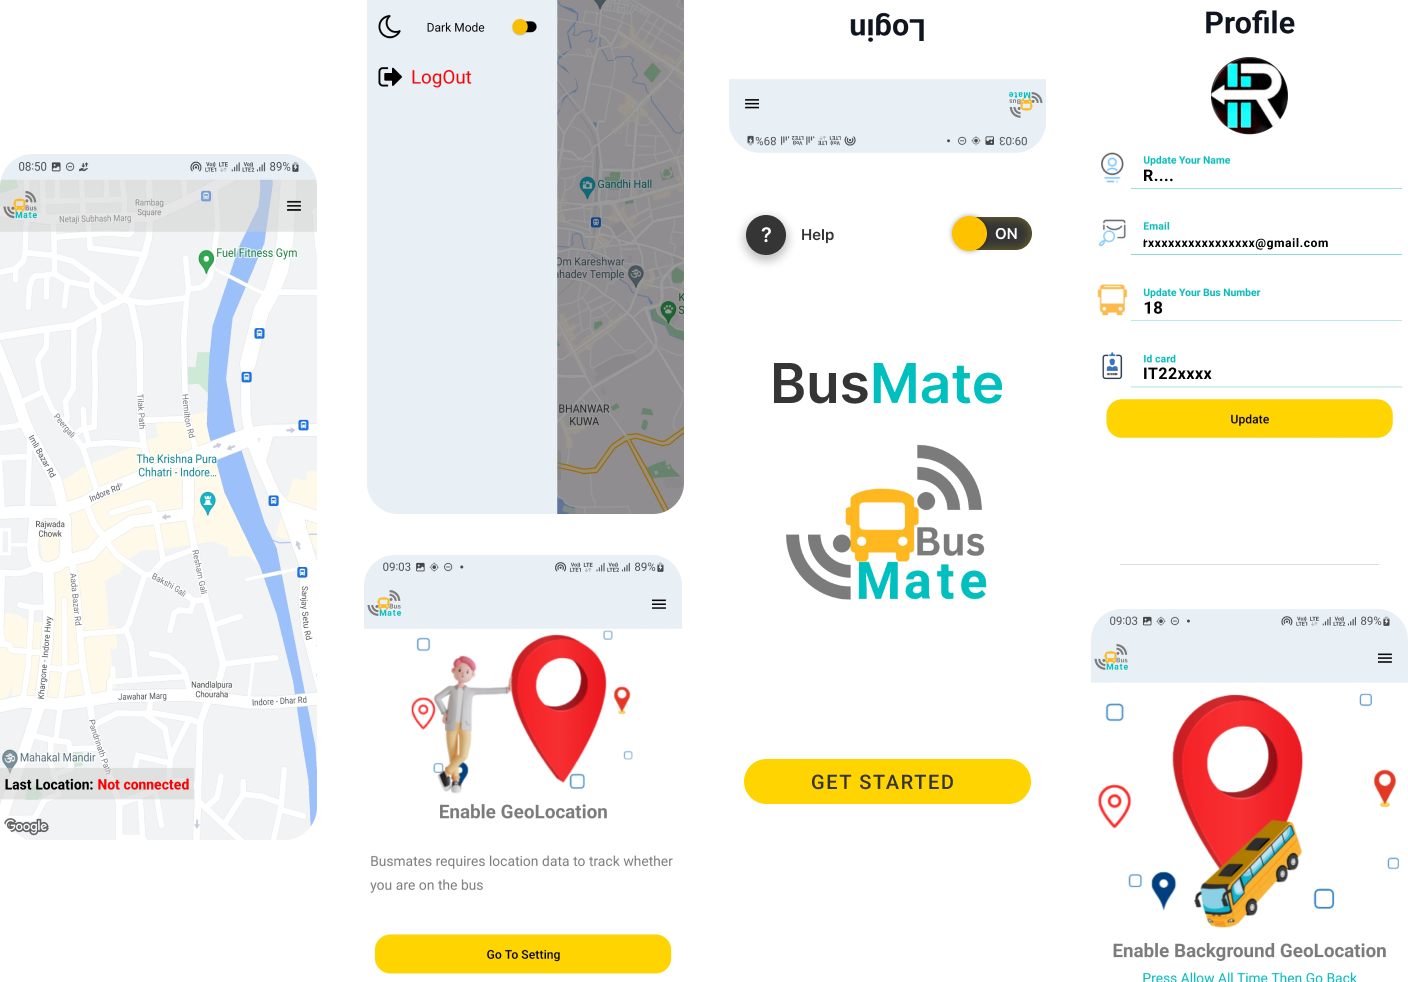 08:50
89%
Bus
Mate
Netaji Subhash Marg
Rambag
Square
Fuel Fitness Gym
Peergali
Tilak Path
Hemilton Rd
Imli Bazar Rd
The Krishna Pura
Chhatri - Indore...
Indore Rd
Rajwada
Chowk
Resham Gali
Bakshi Gali
Aada Bazar Rd
Sanjay Setu Rd
Khargone - Indore Hwy
Nandlalpura
Chouraha
Jawahar Marg
Indore - Dhar Rd
Pandrinath Path
Mahakal Mandir
Last Location: Not connected
Google
Dark Mode
LogOut
Gandhi Hall
Om Kareshwar
hadev Temple
K
S
BHANWAR
KUWA
09:03
89%
Bus
Mate
Enable GeoLocation
Busmates requires location data to track whether
you are on the bus
Go To Setting
Login
Bus
Mate
09:03
89%
? Help
ON
BusMate
Bus
Mate
GET STARTED
Profile
R
Update Your Name
R....
Email
rxxxxxxxxxxxxxxxx@gmail.com
Update Your Bus Number
18
Id card
IT22xxxx
Update
09:03
89%
Bus
Mate
Enable Background GeoLocation
Press Allow All Time Then Go Back